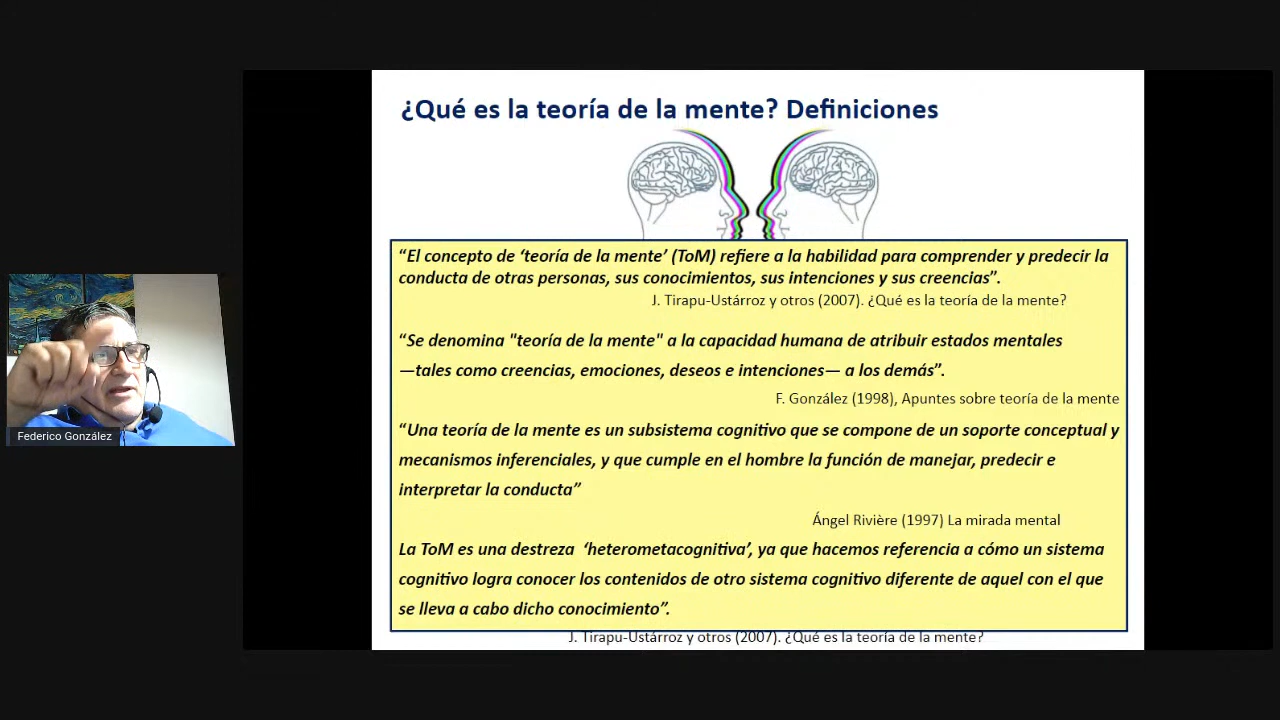 ¿Qué es la teoría de la mente? Definiciones
“El concepto de ‘teoría de la mente’ (ToM) refiere a la habilidad para comprender y predecir la
conducta de otras personas, sus conocimientos, sus intenciones y sus creencias”.
J. Tirapu-Ustárroz y otros (2007). ¿Qué es la teoría de la mente?
“Se denomina "teoría de la mente" a la capacidad humana de atribuir estados mentales
—tales como creencias, emociones, deseos e intenciones— a los demás”.
F. González (1998), Apuntes sobre teoría de la mente
“Una teoría de la mente es un subsistema cognitivo que se compone de un soporte conceptual y
mecanismos inferenciales, y que cumple en el hombre la función de manejar, predecir e
interpretar la conducta”
Ángel Rivière (1997) La mirada mental
La ToM es una destreza ‘heterometacognitiva’, ya que hacemos referencia a cómo un sistema
cognitivo logra conocer los contenidos de otro sistema cognitivo diferente de aquel con el que
se lleva a cabo dicho conocimiento”.
J. Tirapu-Ustárroz y otros (2007). ¿Qué es la teoría de la mente?
Federico González